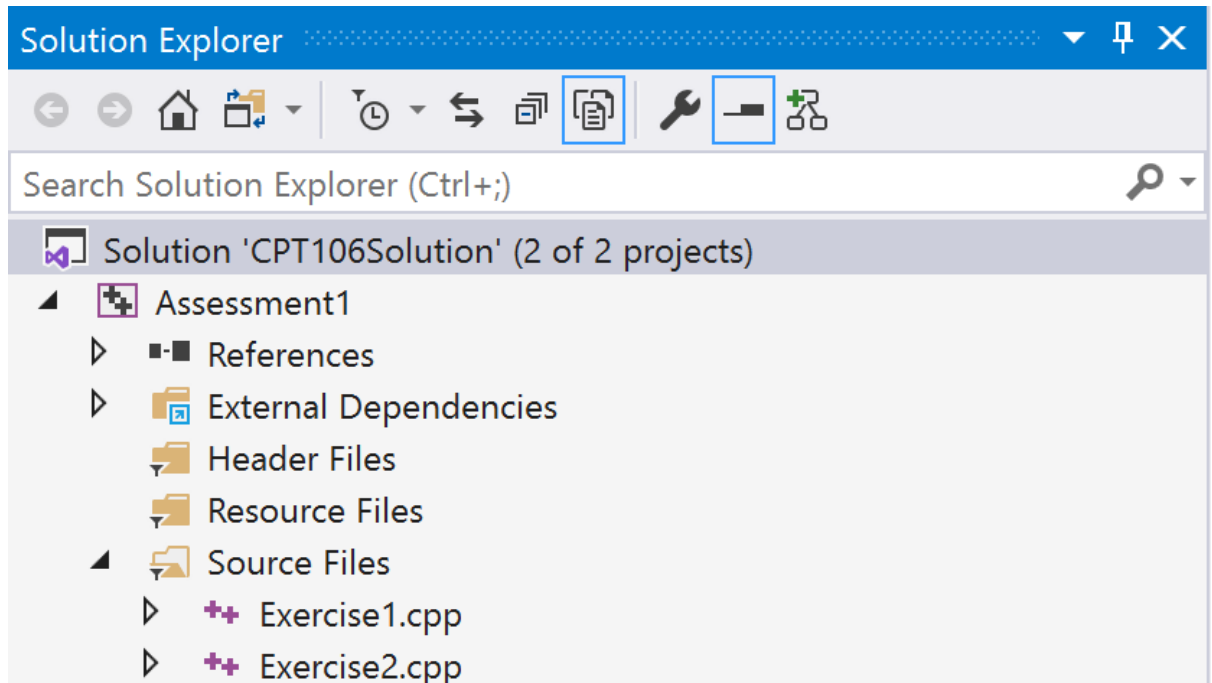 Solution Explorer
Search Solution Explorer (Ctrl+;)
Solution 'CPT106Solution' (2 of 2 projects)
Assessment1
References
External Dependencies
Header Files
Resource Files
Source Files
Exercise1.cpp
Exercise2.cpp